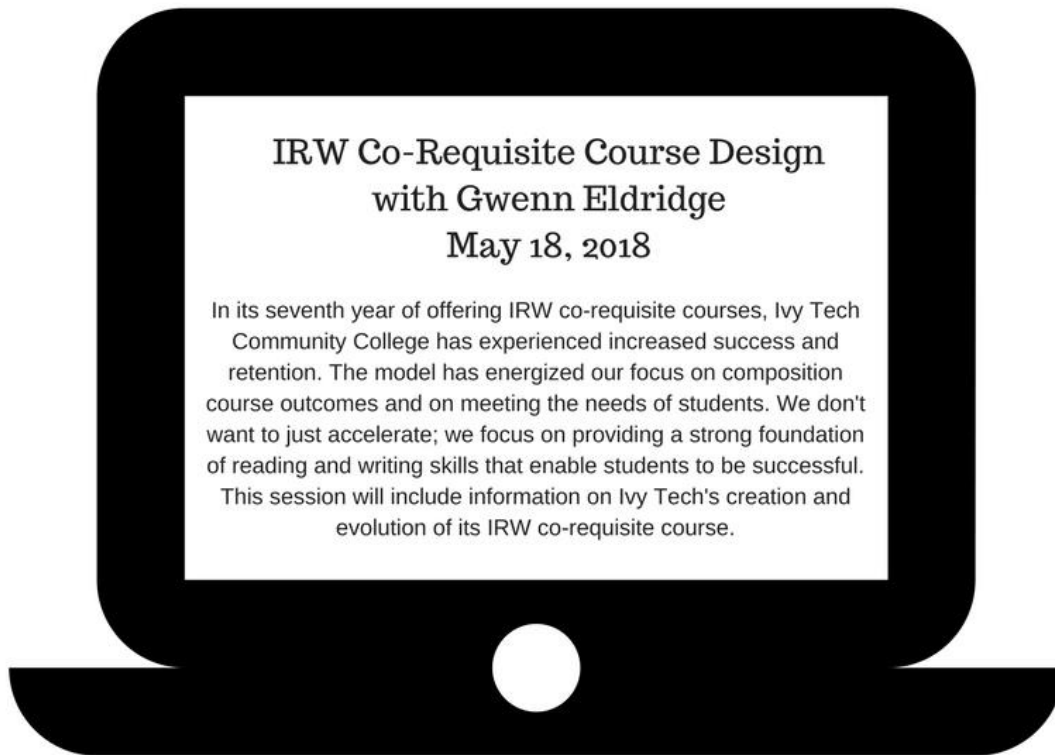 IRW Co-Requisite Course Design
with Gwenn Eldridge
May 18, 2018
In its seventh year of offering IRW co-requisite courses, Ivy Tech
Community College has experienced increased success and
retention. The model has energized our focus on composition
course outcomes and on meeting the needs of students. We don't
want to just accelerate; we focus on providing a strong foundation
of reading and writing skills that enable students to be successful.
This session will include information on Ivy Tech's creation and
evolution of its IRW co-requisite course.